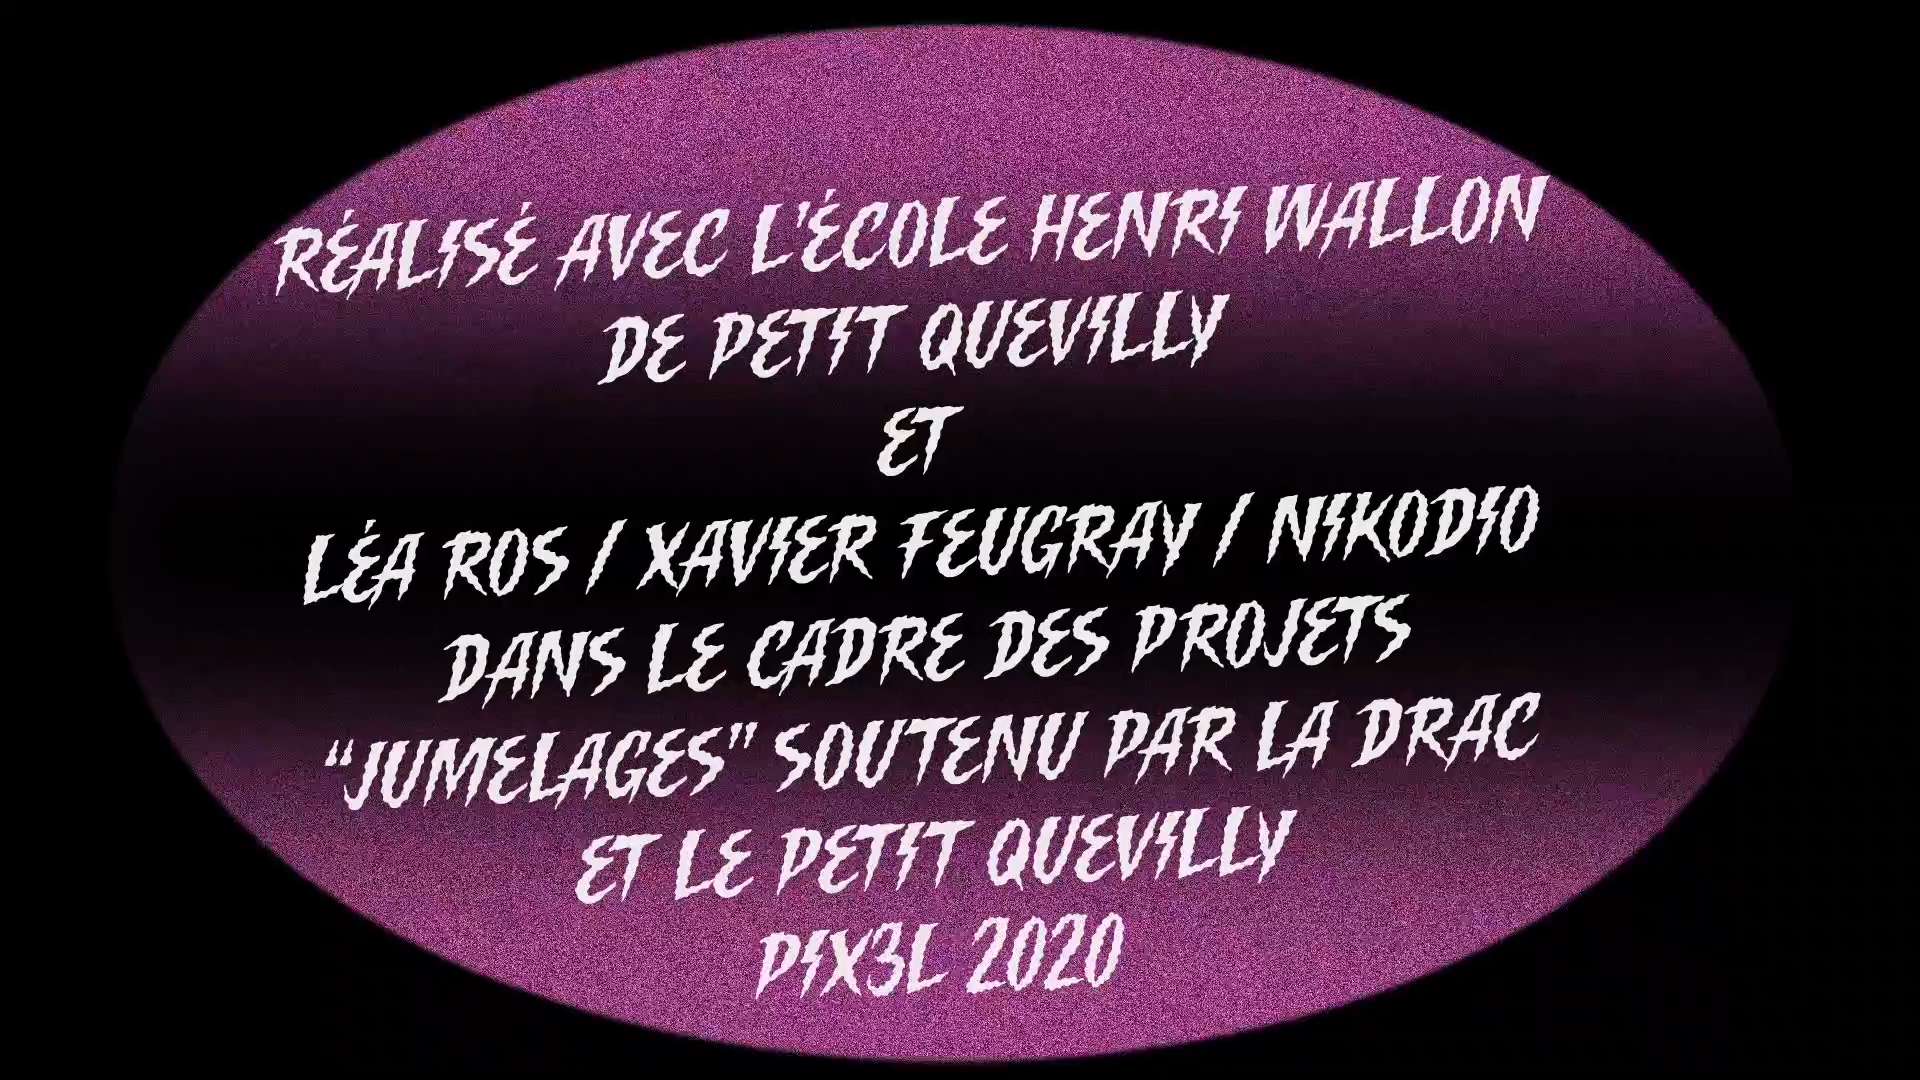 RÉALISÉ AVEC L'ÉCOLE HENRI WALLON
DE PETIT QUEVILLY
ET
LÉA ROS / XAVIER FEUGRAY / NIKODIO
DANS LE CADRE DES PROJETS
“JUMELAGES” SOUTENU PAR LA DRAC
ET LE PETIT QUEVILLY
PIX3L 2020